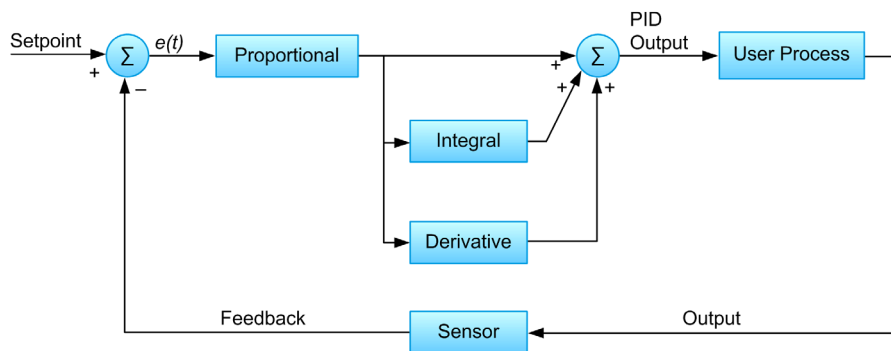 Setpoint
+
Σ
–
e(t)
Proportional
+
+
+
Σ
PID
Output
User Process
Integral
Derivative
Feedback
Sensor
Output